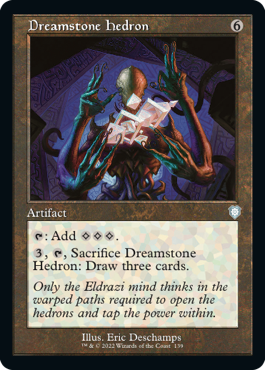 Dreamstone Hedron 6
Artifact
: Add ◇◇◇.
3, , Sacrifice Dreamstone
Hedron: Draw three cards.
Only the Eldrazi mind thinks in the
warped paths required to open the
hedrons and tap the power within.
Illus. Eric Deschamps
™ & © 2022 Wizards of the Coast 139